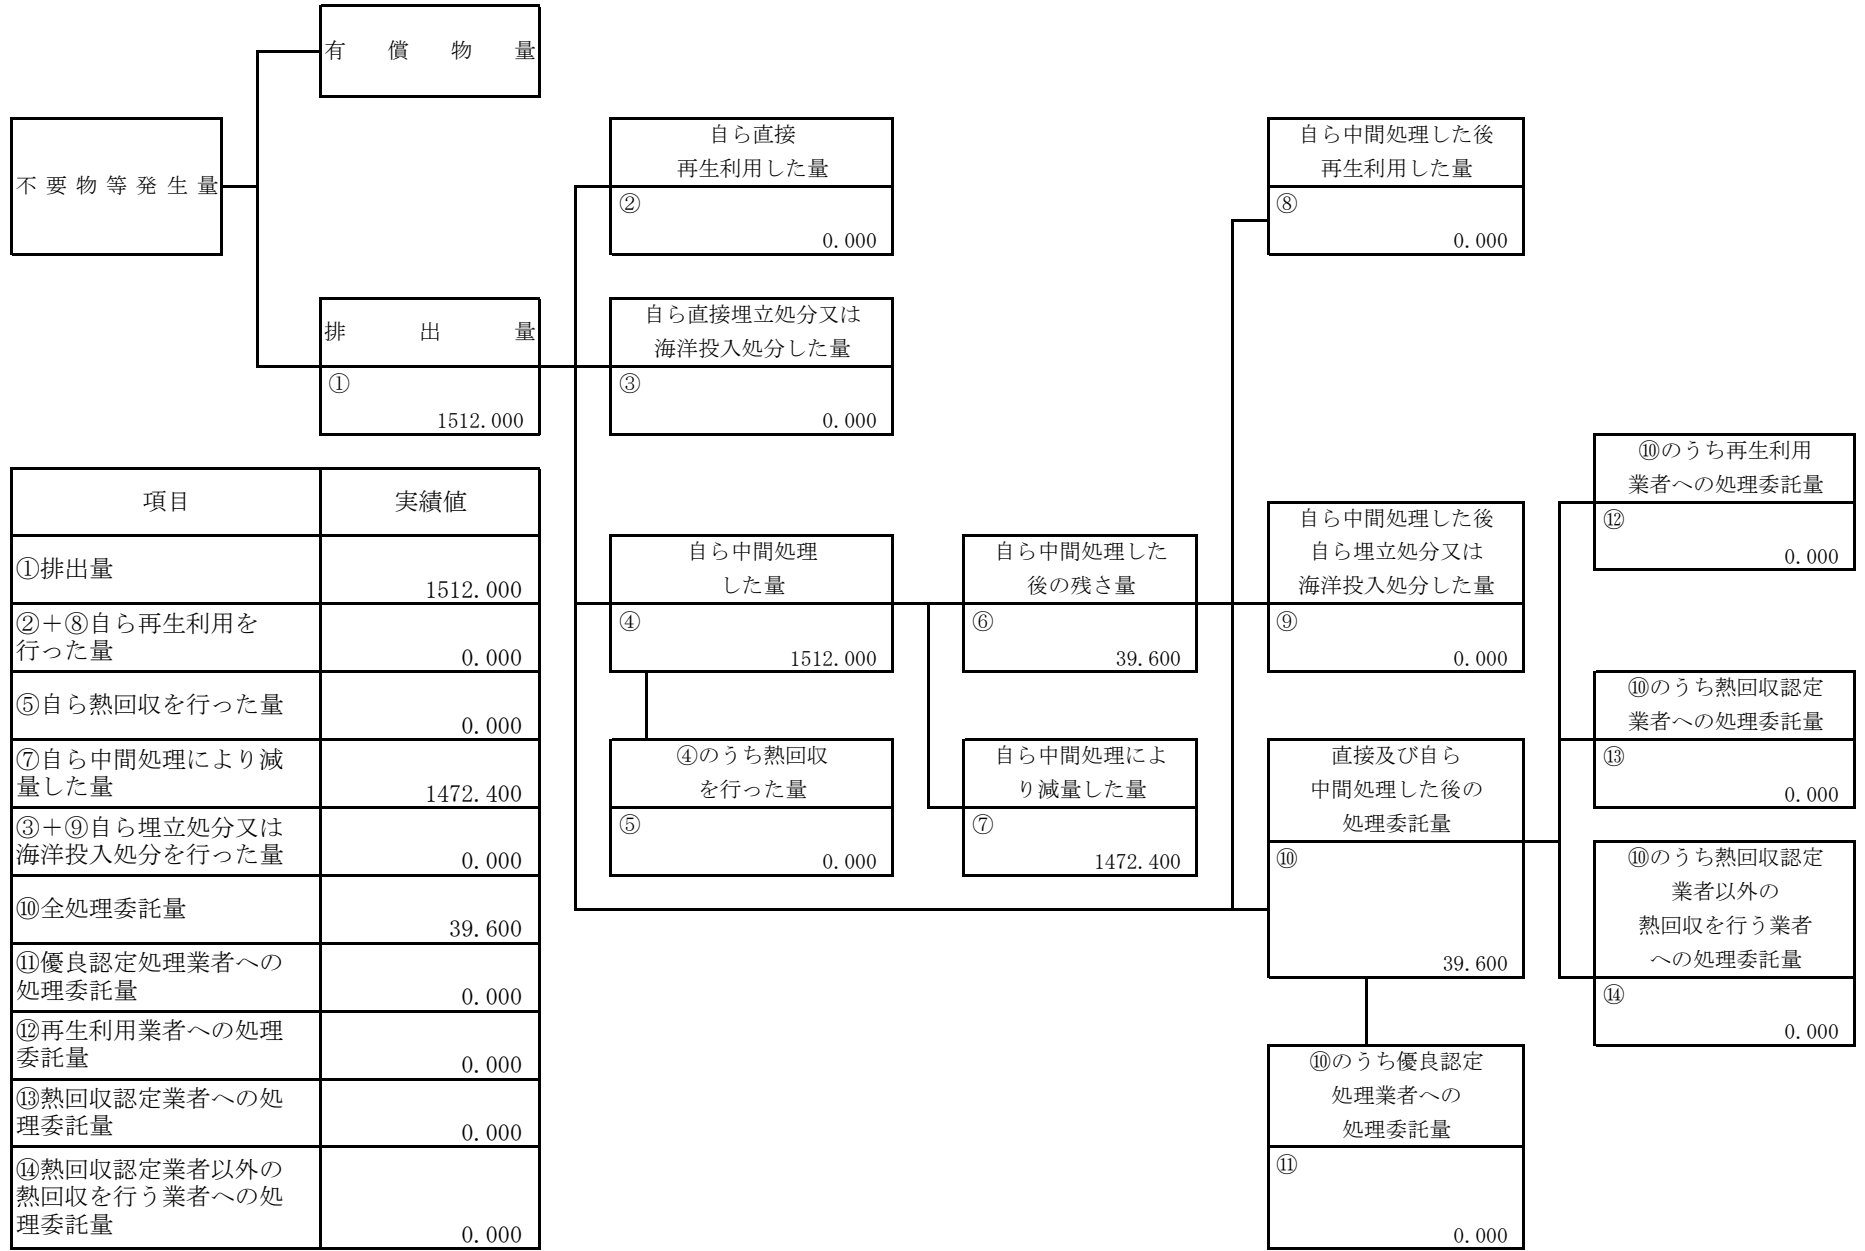 有償物量
不要物等発生量
排出量
①
1512.000
自ら直接
再生利用した量
②
0.000
自ら直接埋立処分又は
海洋投入処分した量
③
0.000
自ら中間処理した後
再生利用した量
⑧
0.000
項目 実績値
①排出量
1512.000
②＋⑧自ら再生利用を
行った量
0.000
⑤自ら熱回収を行った量
0.000
⑦自ら中間処理により減
量した量
1472.400
③＋⑨自ら埋立処分又は
海洋投入処分を行った量
0.000
⑩全処理委託量
39.600
⑪優良認定処理業者への
処理委託量
0.000
⑫再生利用業者への処理
委託量
0.000
⑬熱回収認定業者への処
理委託量
0.000
⑭熱回収認定業者以外の
熱回収を行う業者への処
理委託量
0.000
自ら中間処理
した量
④
1512.000
④のうち熱回収
を行った量
⑤
0.000
自ら中間処理した
後の残さ量
⑥
39.600
自ら中間処理によ
り減量した量
⑦
1472.400
自ら中間処理した後
自ら埋立処分又は
海洋投入処分した量
⑨
0.000
直接及び自ら
中間処理した後の
処理委託量
⑩
39.600
⑩のうち優良認定
処理業者への
処理委託量
⑪
0.000
⑩のうち再生利用
業者への処理委託量
⑫
0.000
⑩のうち熱回収認定
業者への処理委託量
⑬
0.000
⑩のうち熱回収認定
業者以外の
熱回収を行う業者
への処理委託量
⑭
0.000